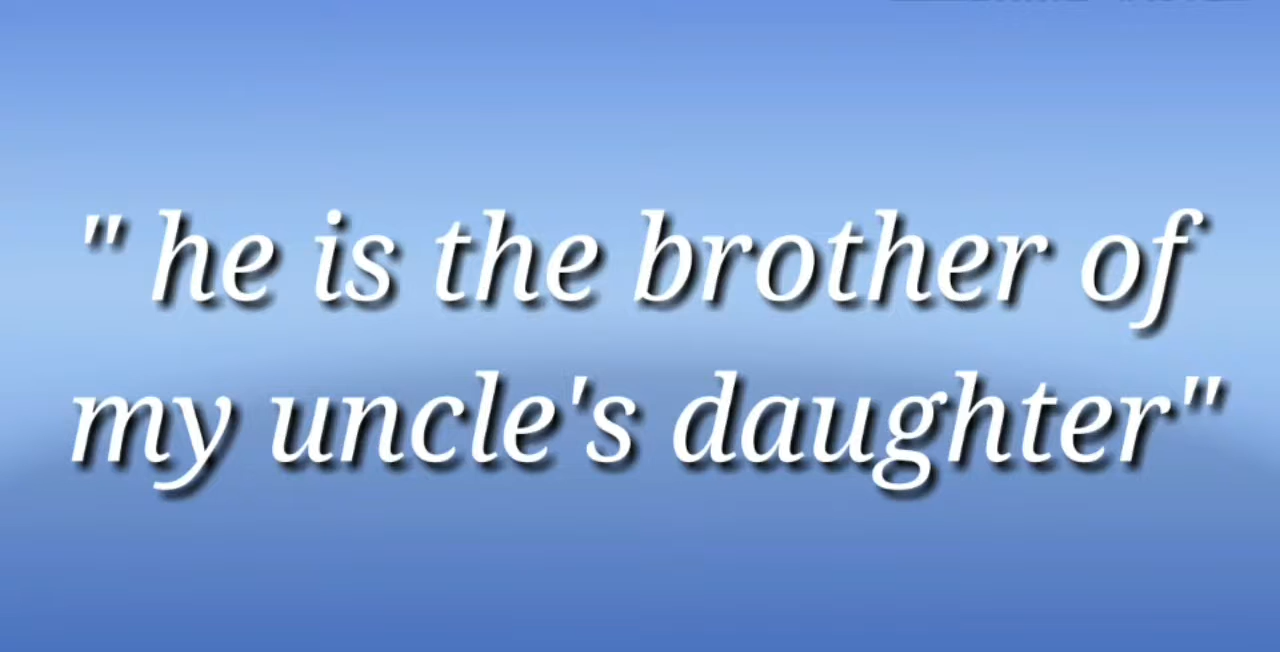 " he is the brother of
my uncle's daughter"